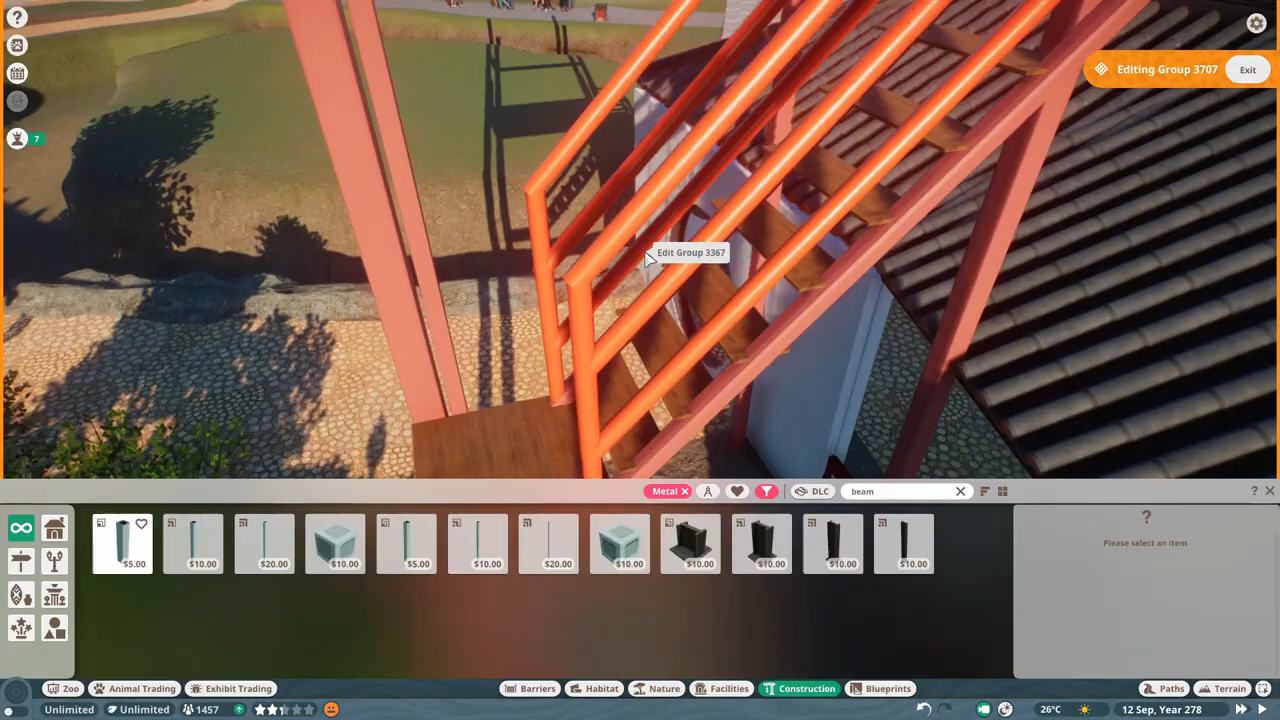 ?
Editing Group 3707
Exit
7
Edit Group 3367
Metal ×
DLC
beam
? ×
$5.00
$10.00
$20.00
$10.00
$5.00
$10.00
$20.00
$10.00
$10.00
$10.00
$10.00
$10.00
?
Please select an item
Zoo
Animal Trading
Exhibit Trading
Barriers
Habitat
Nature
Facilities
Construction
Blueprints
Paths
Terrain
Unlimited
Unlimited
1457
26°C
12 Sep, Year 278